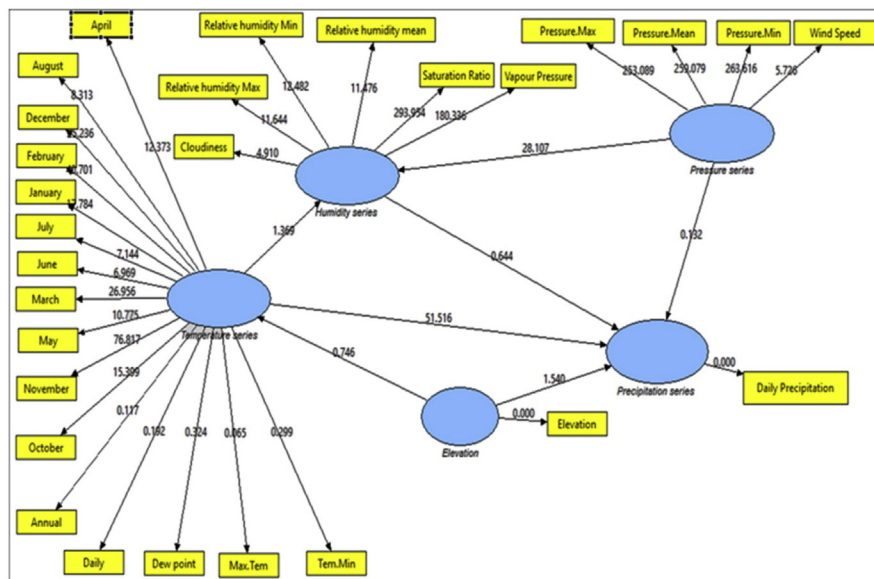 April
Relative humidity Min
Relative humidity mean
Pressure.Max
Pressure.Mean
Pressure.Min
Wind Speed
August
Relative humidity Max
Saturation Ratio
Vapour Pressure
253.089
259.079
263.616
5.726
8.313
12.482
11.476
December
11.644
293.954
180.336
12.373
February
Cloudiness
4.910
28.107
Pressure series
January
17.784
Humidity series
July
7.144
1.369
0.132
June
6.969
0.644
March
26.956
May
10.775
Temperature series
51.516
November
76.817
0.746
15.309
1.540
0.000
Daily Precipitation
Precipitation series
October
0.117
0.192
0.324
0.065
0.299
0.000
Elevation
Elevation
Annual
Daily
Dew point
Max.Tem
Tem.Min